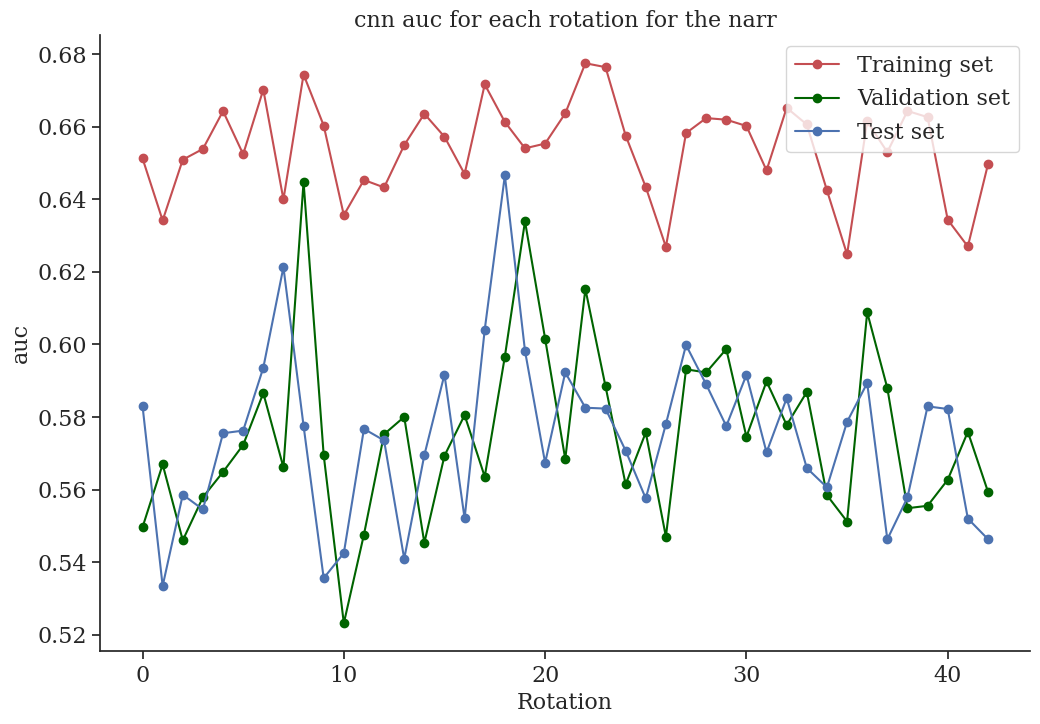 cnn auc for each rotation for the narr
0.68
0.66
0.64
0.62
0.60
0.58
0.56
0.54
0.52
auc
Training set
Validation set
Test set
0 10 20 30 40
Rotation